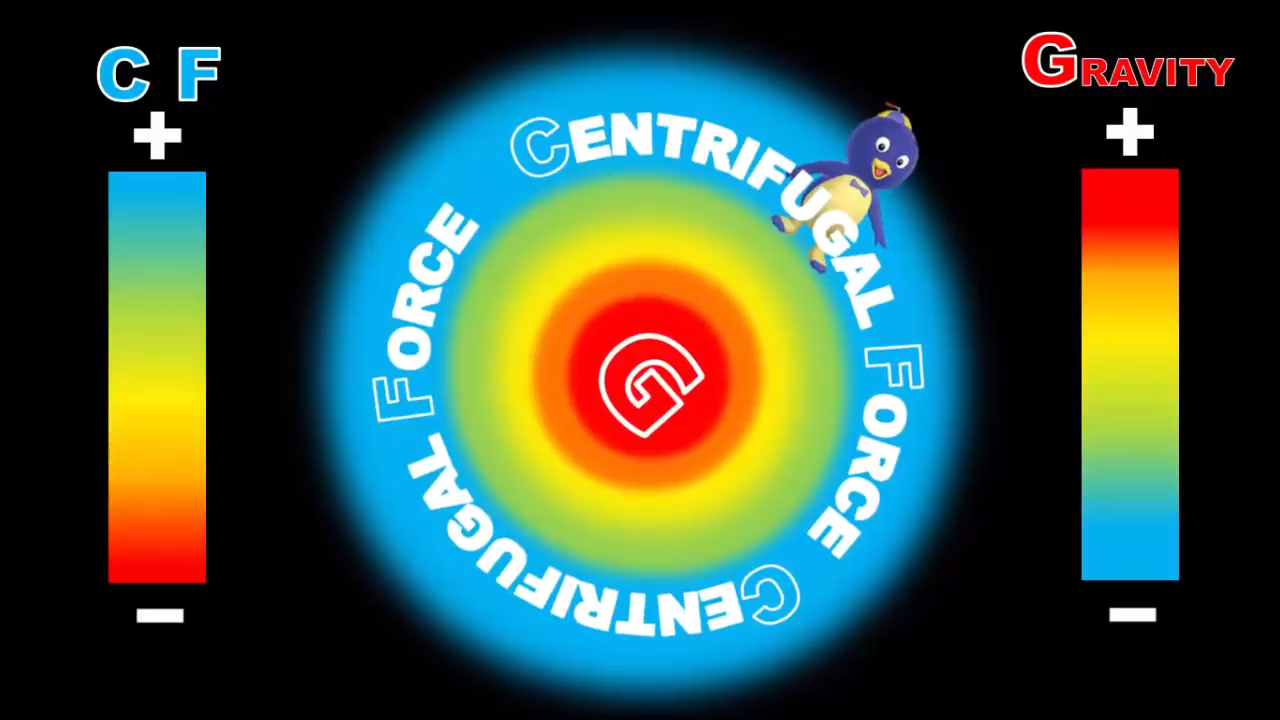 C F
GRAVITY
+
+
CENTRIFUGAL FORCE
CENTRIFUGAL FORCE
G
-
-